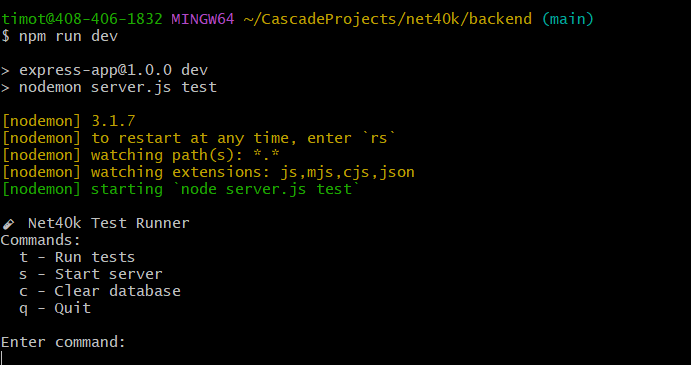 timot@408-406-1832 MINGW64 ~/CascadeProjects/net40k/backend (main)
$ npm run dev
> express-app@1.0.0 dev
> nodemon server.js test
[nodemon] 3.1.7
[nodemon] to restart at any time, enter `rs`
[nodemon] watching path(s): *.*
[nodemon] watching extensions: js,mjs,cjs,json
[nodemon] starting `node server.js test`
🧪 Net40k Test Runner
Commands:
  t - Run tests
  s - Start server
  c - Clear database
  q - Quit
Enter command: